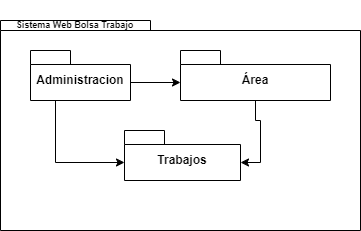 Sistema Web Bolsa Trabajo
Administracion
Área
Trabajos